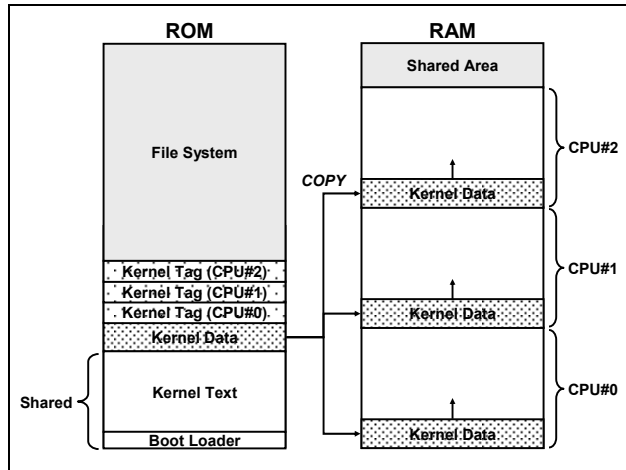 ROM
RAM
Shared Area
File System
CPU#2
COPY
Kernel Data
Kernel Tag (CPU#2)
Kernel Tag (CPU#1)
Kernel Tag (CPU#0)
Kernel Data
CPU#1
Kernel Data
Shared
Kernel Text
Boot Loader
CPU#0
Kernel Data